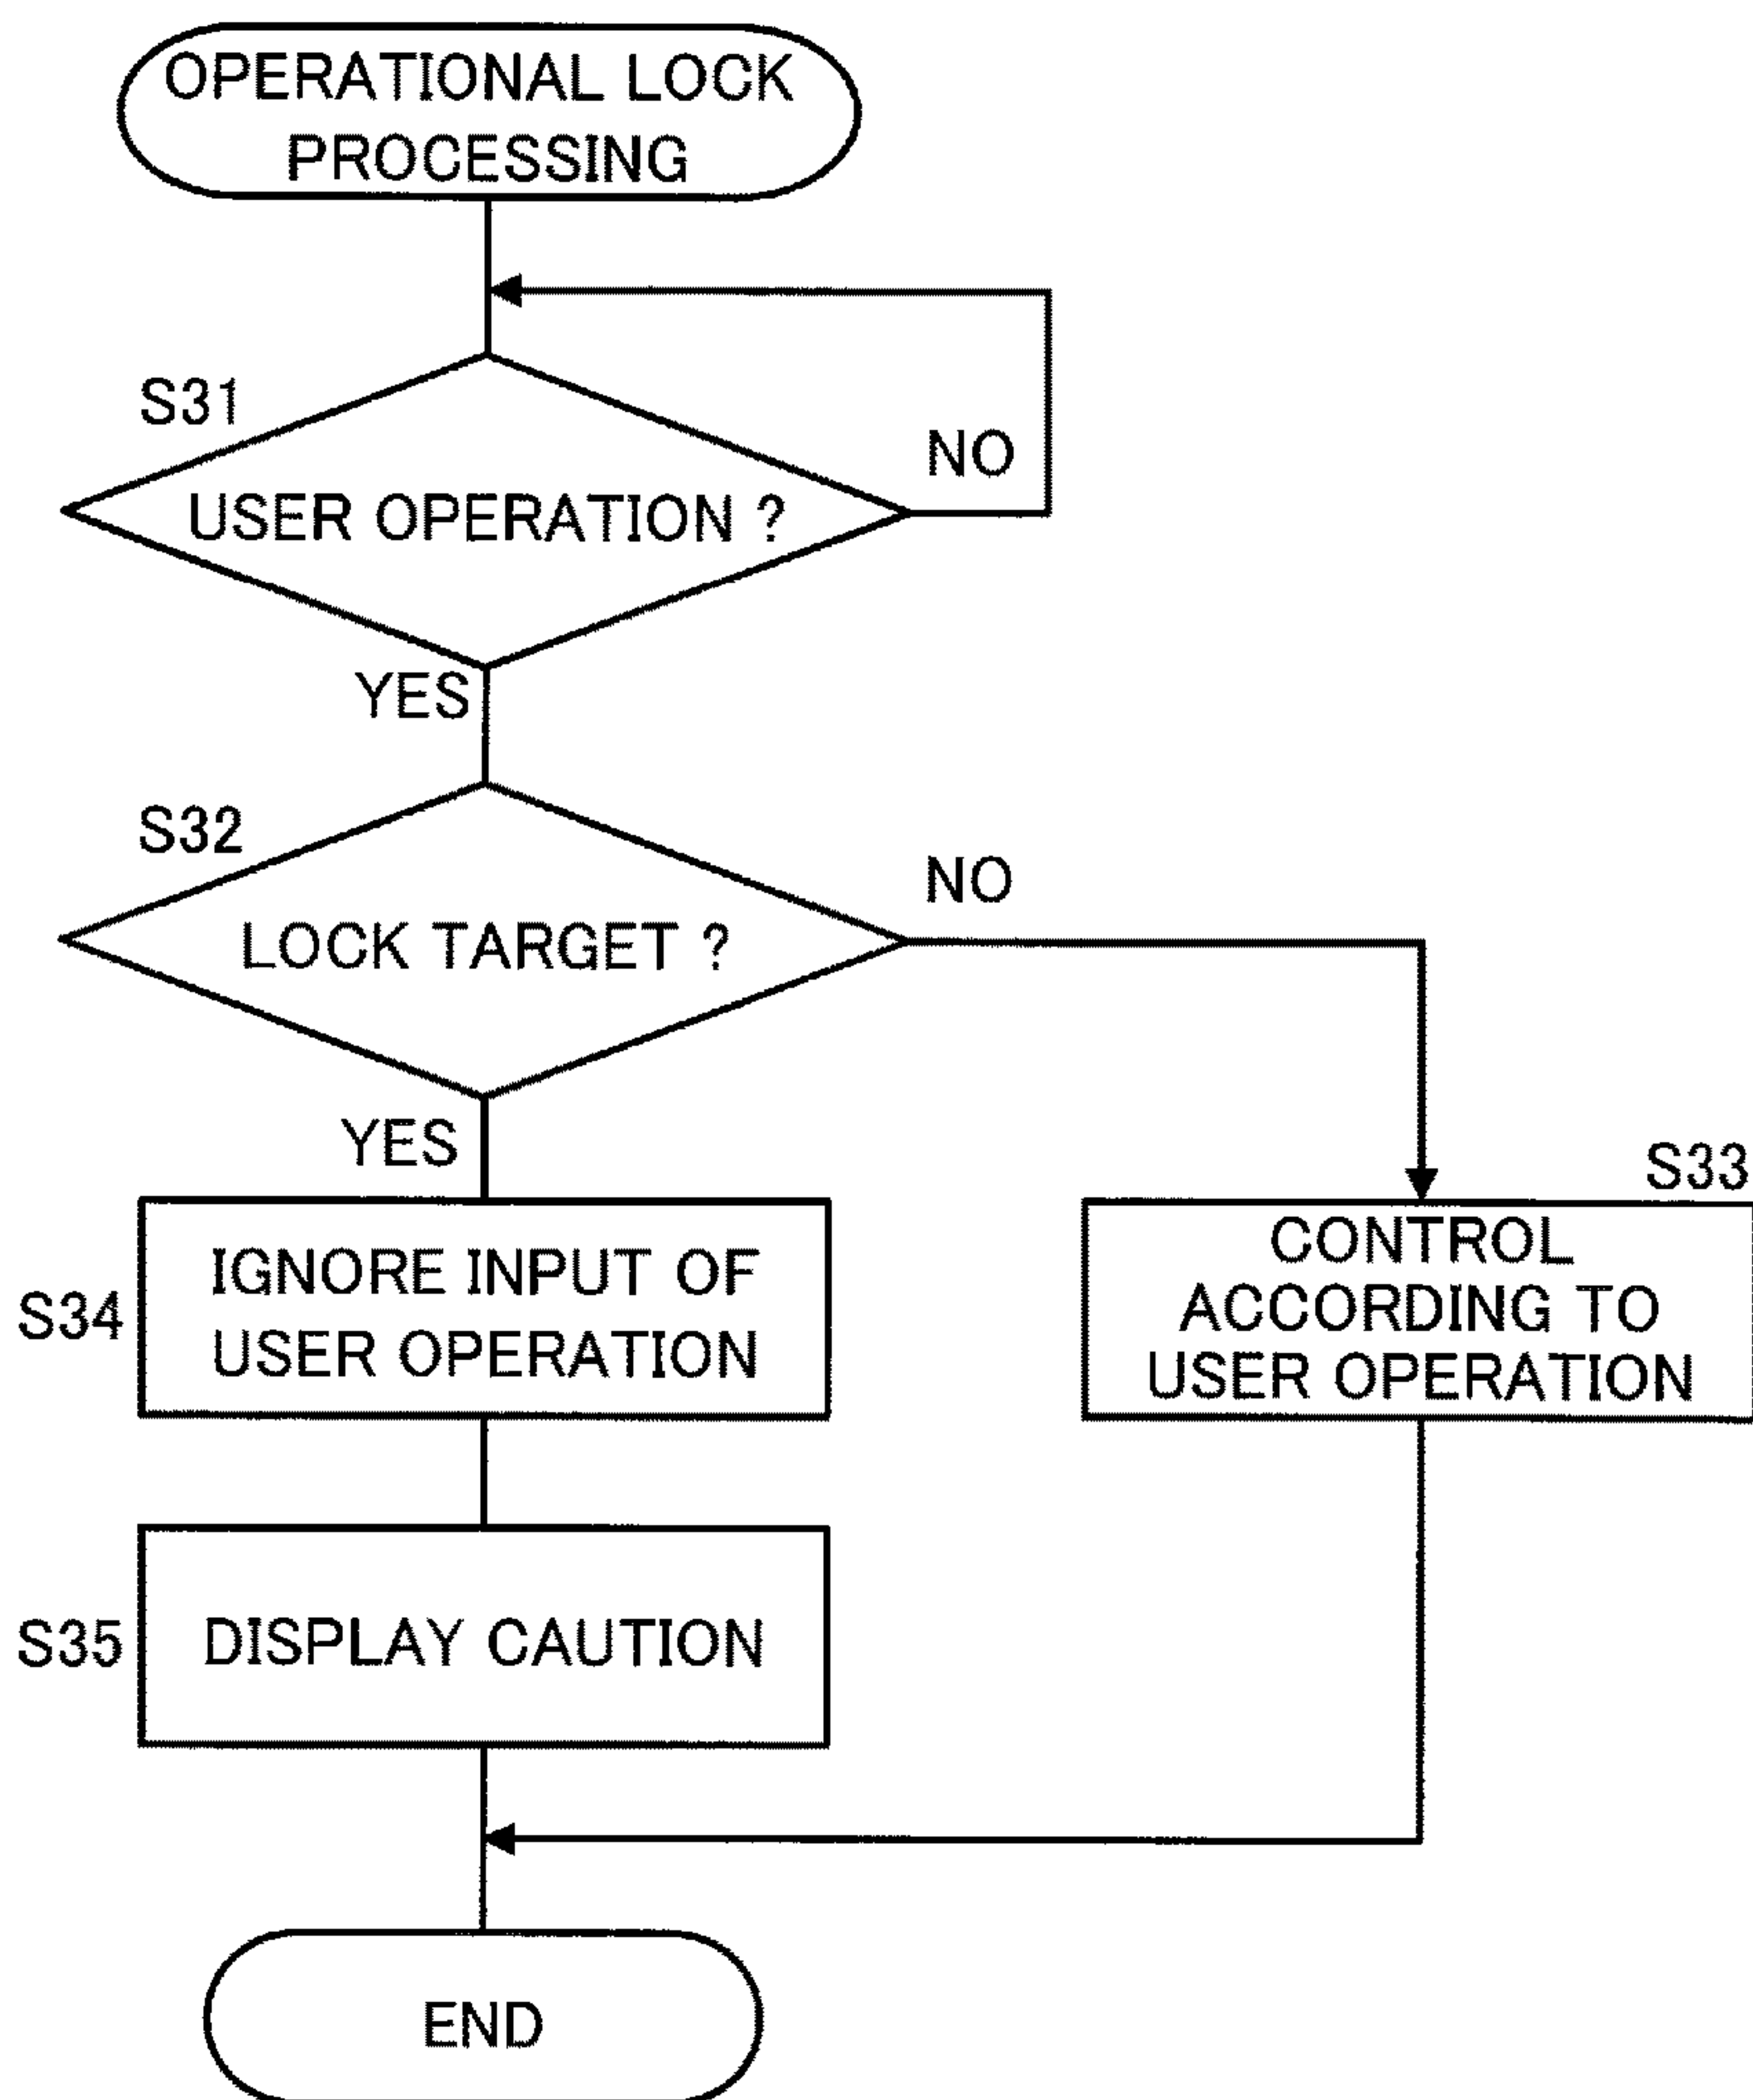 OPERATIONAL LOCK
PROCESSING
S31
NO
USER OPERATION ?
YES
S32
NO
LOCK TARGET ?
YES
S33
S34
IGNORE INPUT OF
USER OPERATION
CONTROL
ACCORDING TO
USER OPERATION
S35
DISPLAY CAUTION
END